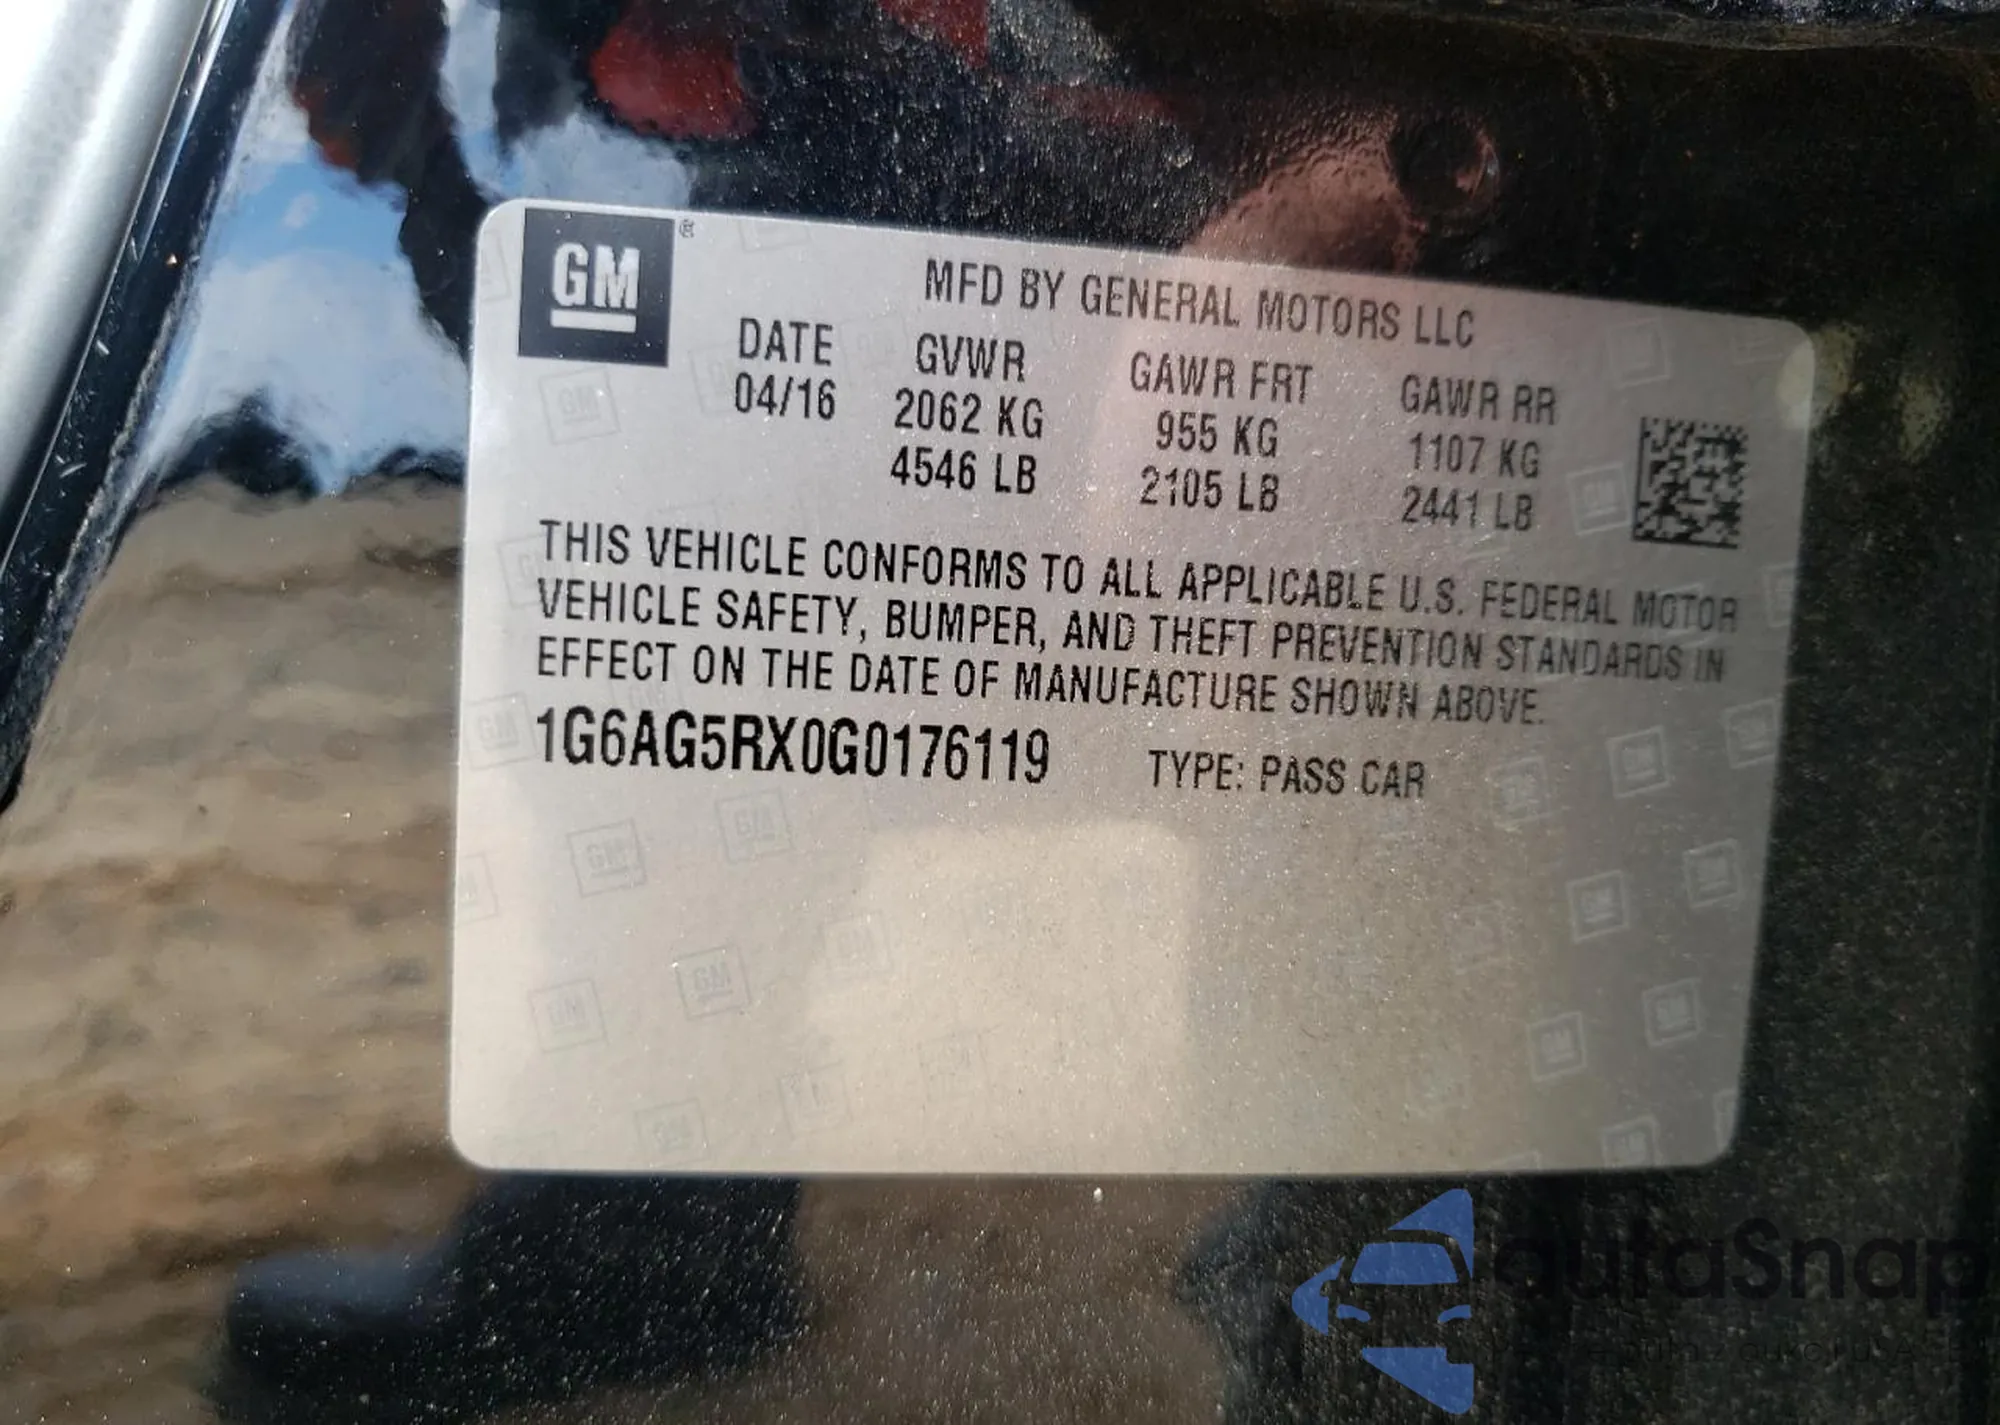 GM ®
MFD BY GENERAL MOTORS LLC
DATE GVWR GAWR FRT GAWR RR
04/16 2062 KG 955 KG 1107 KG
4546 LB 2105 LB 2441 LB
THIS VEHICLE CONFORMS TO ALL APPLICABLE U.S. FEDERAL MOTOR
VEHICLE SAFETY, BUMPER, AND THEFT PREVENTION STANDARDS IN
EFFECT ON THE DATE OF MANUFACTURE SHOWN ABOVE.
1G6AG5RX0G0176119 TYPE: PASS CAR
autaSnap